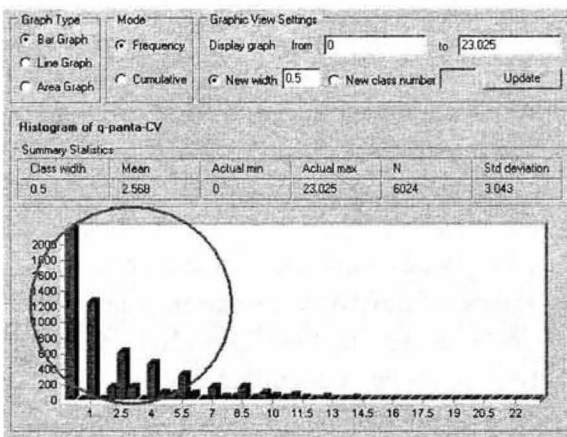 Graph Type
Bar Graph
Line Graph
Area Graph
Mode
Frequency
Cumulative
Graphic View Settings
Display graph from 0 to 23.025
New width 0.5 New class number Update
Histogram of q-panta-CV
Summary Statistics
Class width Mean Actual min Actual max N Std deviation
0.5 2.568 0 23.025 6024 3.043
2000
1800
1600
1400
1200
1000
800
600
400
200
0
1 2.5 4 5.5 7 8.5 10 11.5 13 14.5 16 17.5 19 20.5 22